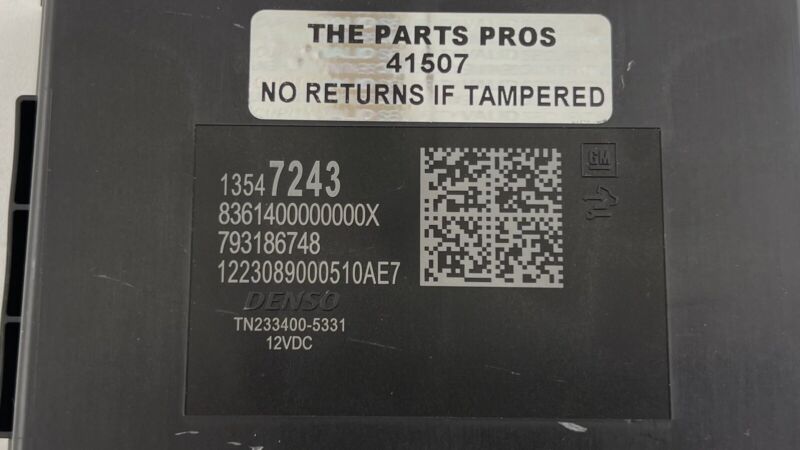 THE PARTS PROS
41507
NO RETURNS IF TAMPERED
13547243
8361400000000X
793186748
1223089000510AE7
DENSO
TN233400-5331
12VDC
GM